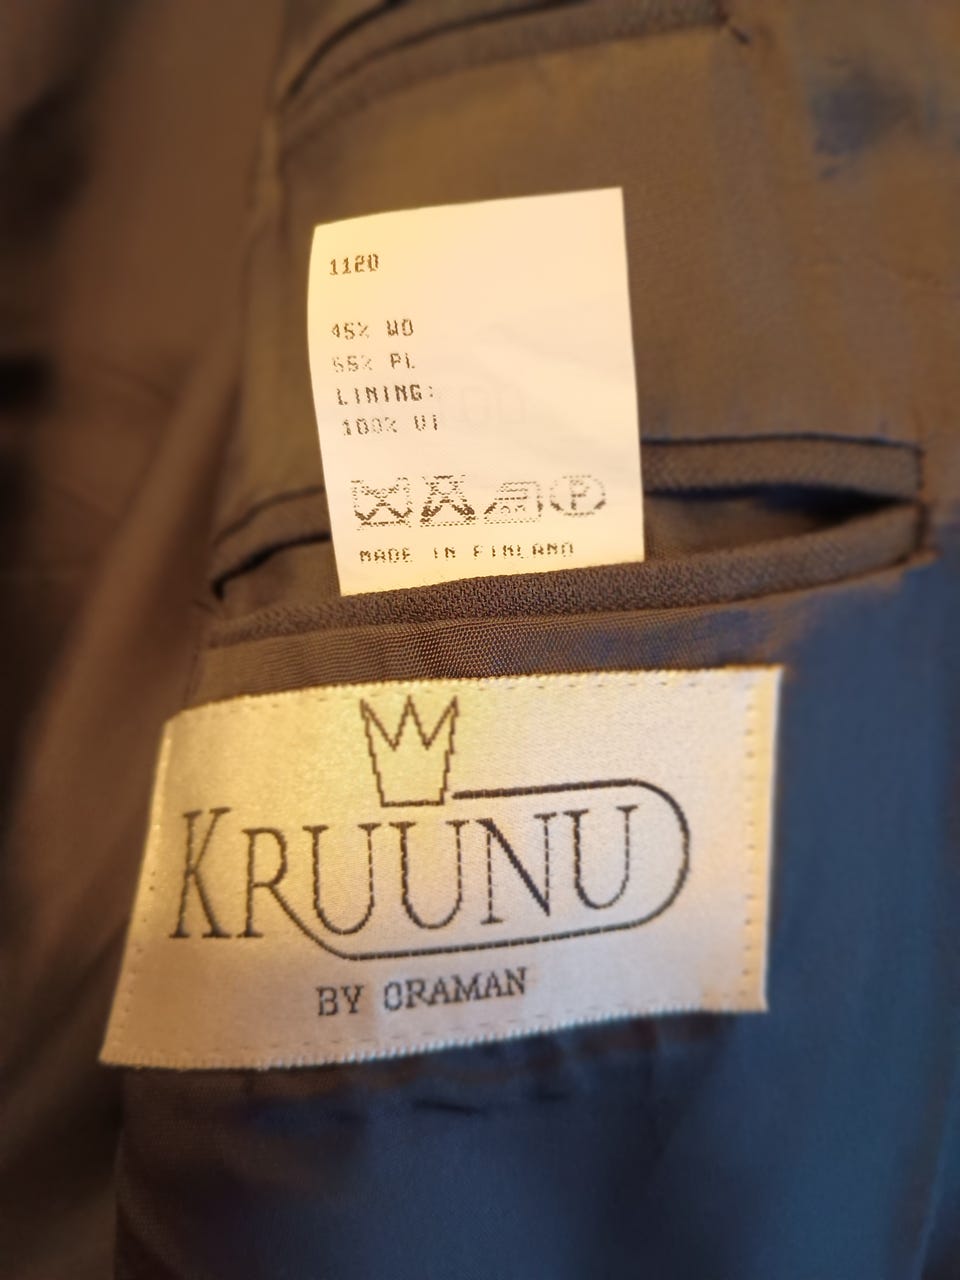 1120
45% WO
55% PL
LINING:
100% VI
P
MADE IN FINLAND
KRUUNU
BY ORAMAN